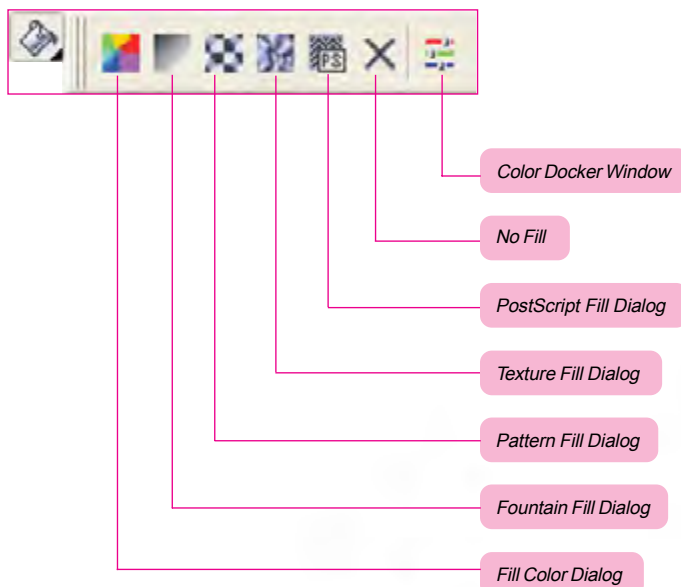 PS
Color Docker Window
No Fill
PostScript Fill Dialog
Texture Fill Dialog
Pattern Fill Dialog
Fountain Fill Dialog
Fill Color Dialog